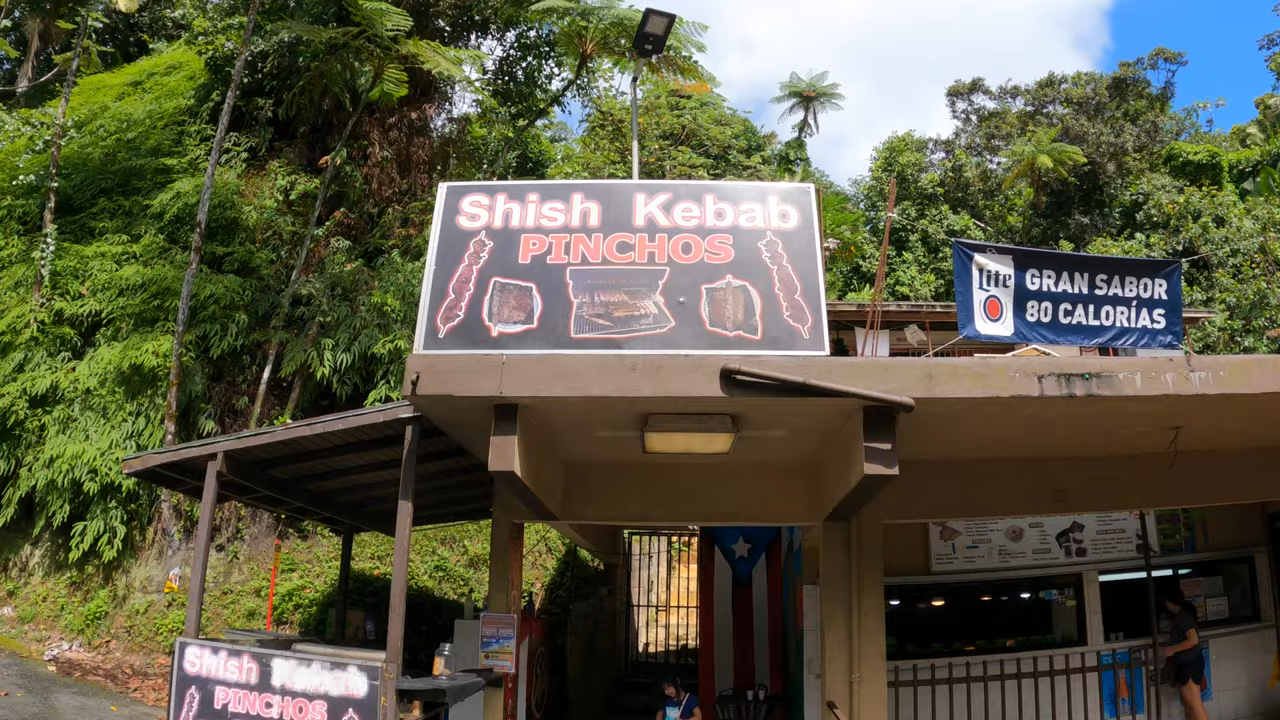 Shish Kebab
PINCHOS
Lite
GRAN SABOR
80 CALORÍAS
Shish Kebab
PINCHOS